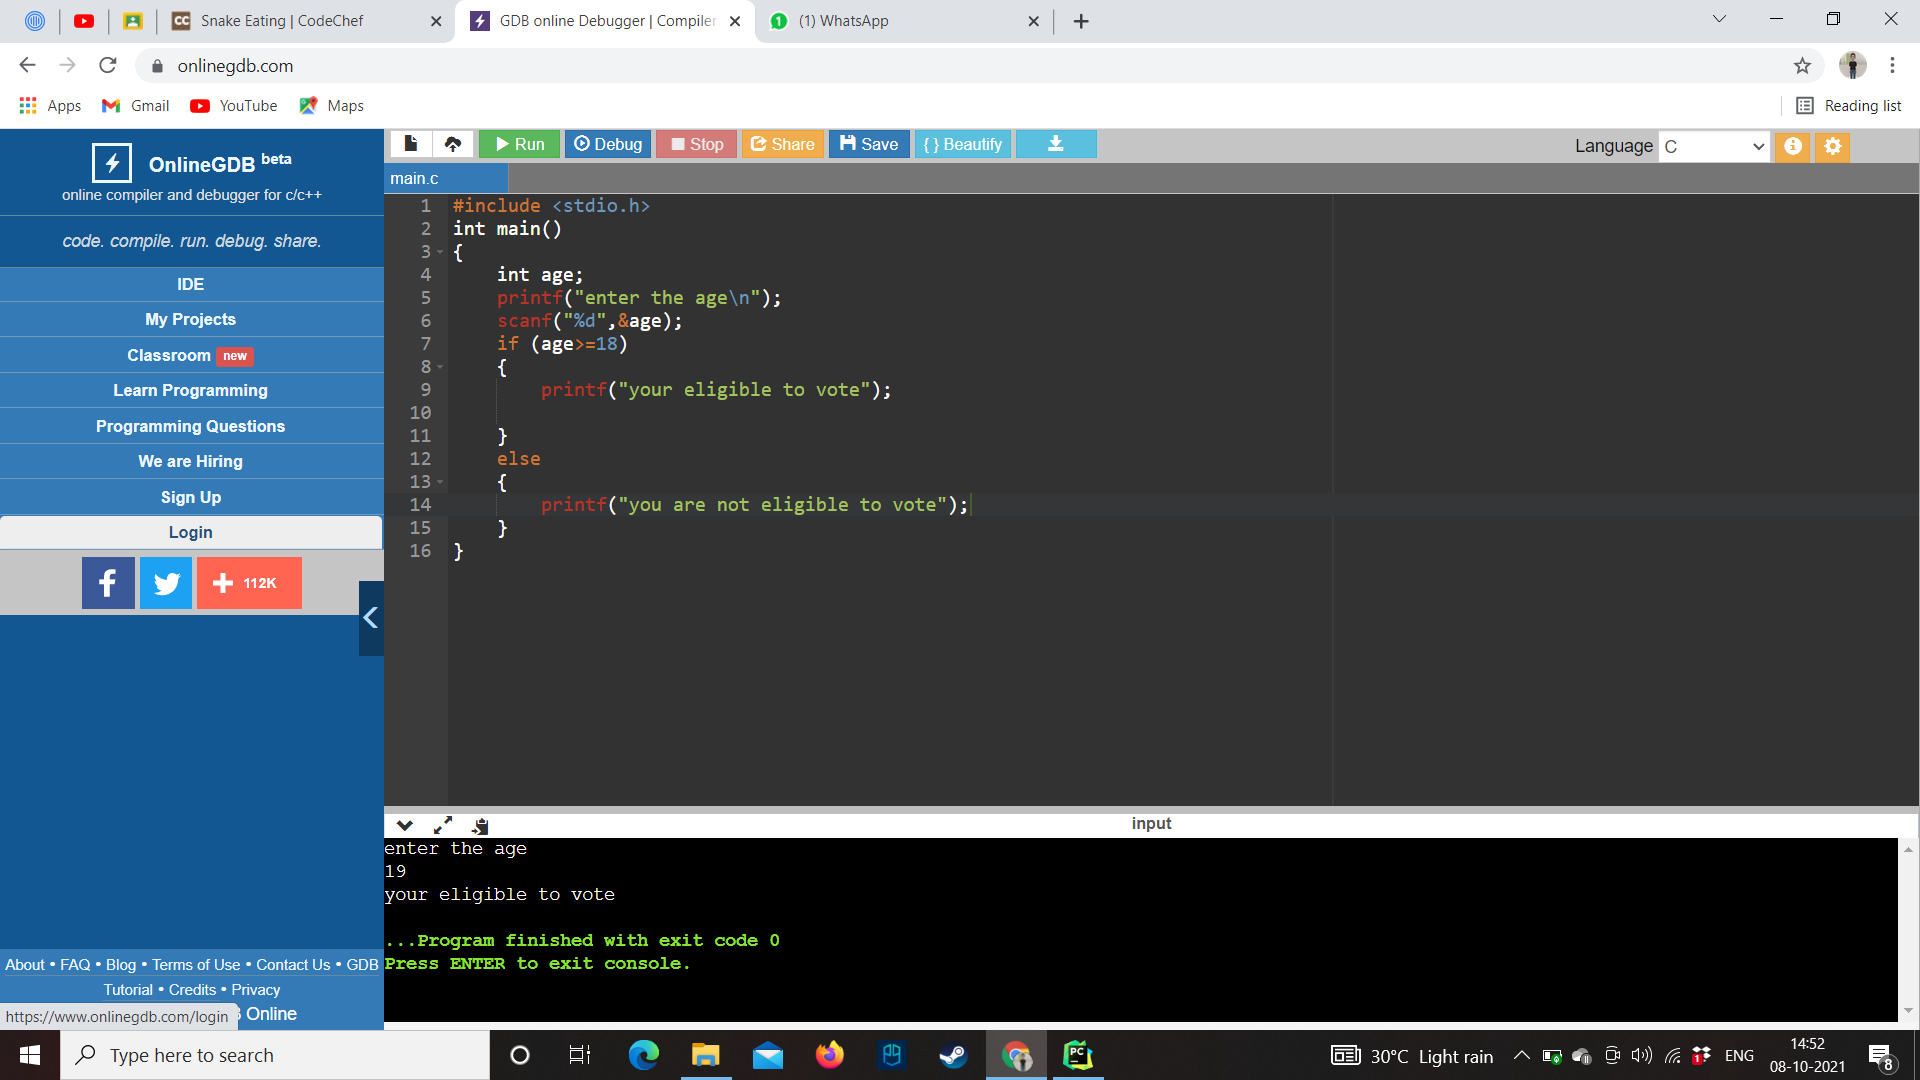 Snake Eating | CodeChef
GDB online Debugger | Compiler
(1) WhatsApp
onlinegdb.com
Apps
Gmail
YouTube
Maps
Reading list
OnlineGDB beta
online compiler and debugger for c/c++
code. compile. run. debug. share.
IDE
My Projects
Classroom new
Learn Programming
Programming Questions
We are Hiring
Sign Up
Login
f
+ 112K
About • FAQ • Blog • Terms of Use • Contact Us • GDB
Tutorial • Credits • Privacy
Online
https://www.onlinegdb.com/login
Run
Debug
Stop
Share
Save
{ } Beautify
Language C
main.c
1 #include <stdio.h>
2 int main()
3 {
4     int age;
5     printf("enter the age\n");
6     scanf("%d",&age);
7     if (age>=18)
8     {
9         printf("your eligible to vote");
10
11     }
12     else
13     {
14         printf("you are not eligible to vote");
15     }
16 }
input
enter the age
19
your eligible to vote
...Program finished with exit code 0
Press ENTER to exit console.
Type here to search
30°C Light rain
ENG
14:52
08-10-2021
8